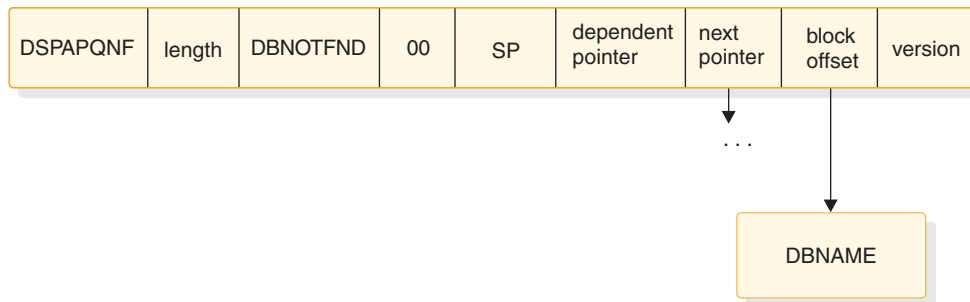 DSPAPQNF
length
DBNOTFND
00
SP
dependent
pointer
next
pointer
block
offset
version
...
DBNAME